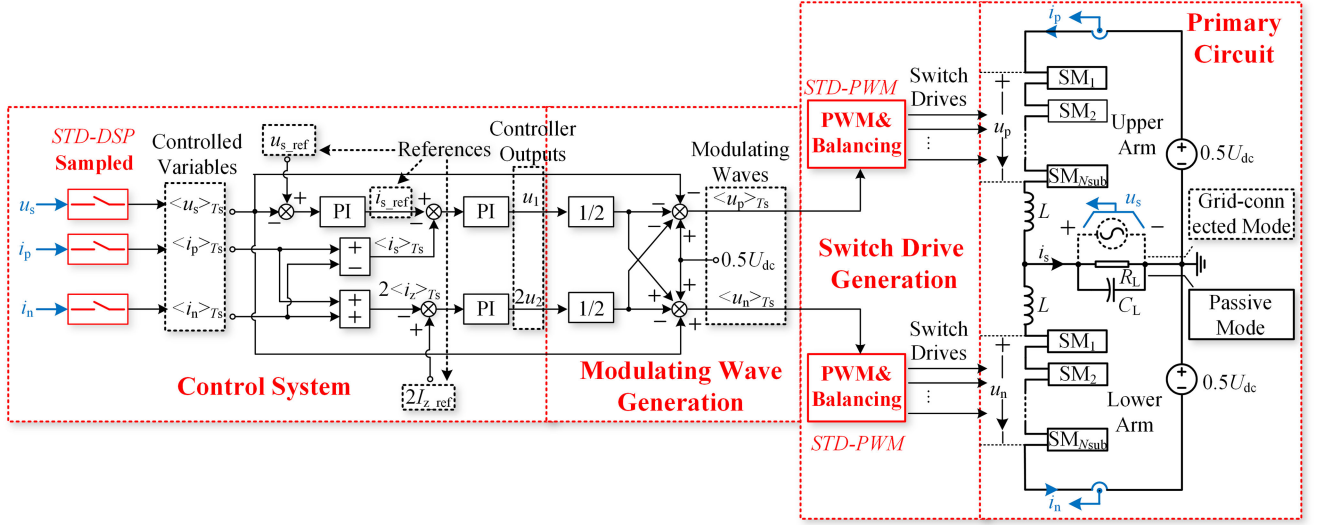 STD-DSP
Sampled
Controlled
Variables
u_s
i_p
i_n
<u_s>_Ts
<i_p>_Ts
<i_n>_Ts
u_s_ref
−
+
PI
References
i_s_ref
+
−
+
−
<i_s>_Ts
+
+
2<i_z>_Ts
−
+
2I_z_ref
PI
PI
Controller
Outputs
u_1
2u_2
Control System
1/2
1/2
−
−
−
+
+
+
−
+
Modulating
Waves
<u_p>_Ts
0.5U_dc
<u_n>_Ts
Modulating Wave
Generation
STD-PWM
PWM&
Balancing
Switch
Drives
⋮
Switch Drive
Generation
PWM&
Balancing
STD-PWM
Switch
Drives
⋮
Primary
Circuit
i_p
+
u_p
−
SM_1
SM_2
SM_Nsub
Upper
Arm
0.5U_dc
L
u_s
+
−
Grid-conn
ected Mode
i_s
R_L
C_L
Passive
Mode
L
+
u_n
−
SM_1
SM_2
SM_Nsub
Lower
Arm
0.5U_dc
i_n